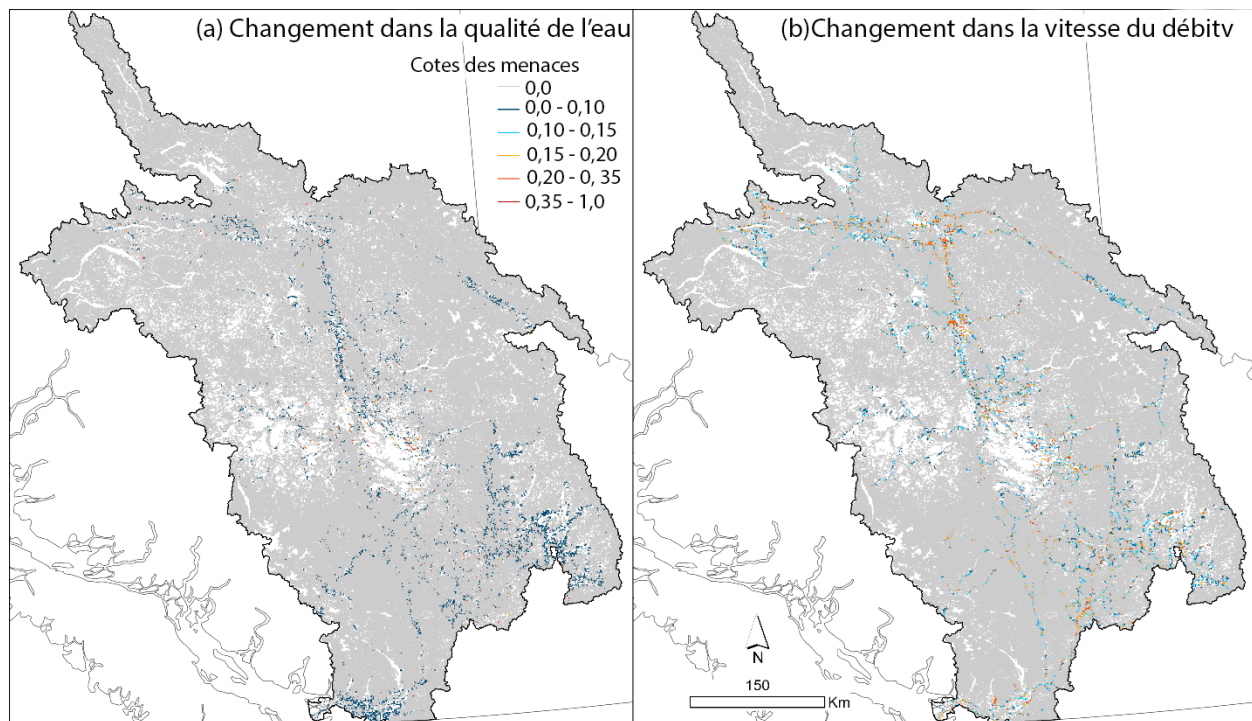 (a) Changement dans la qualité de l'eau
Cotes des menaces
0,0
0,0 - 0,10
0,10 - 0,15
0,15 - 0,20
0,20 - 0, 35
0,35 - 1,0
(b)Changement dans la vitesse du débitv
N
150
Km